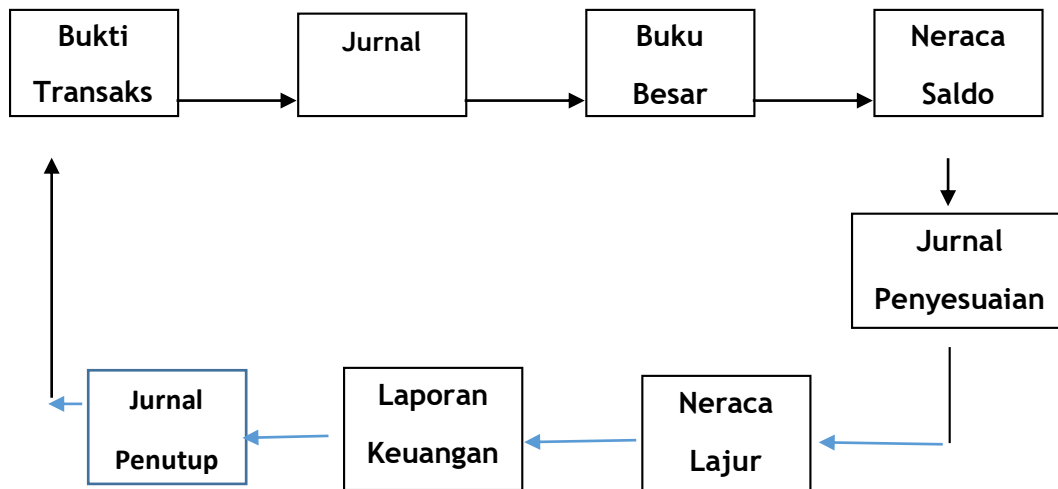 Bukti
Transaks
Jurnal
Buku
Besar
Neraca
Saldo
Jurnal
Penyesuaian
Neraca
Lajur
Laporan
Keuangan
Jurnal
Penutup